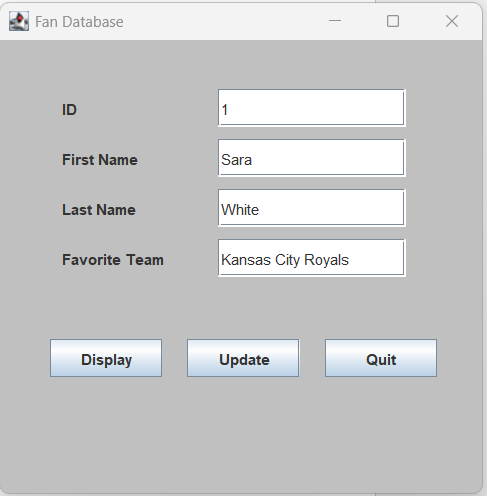 Fan Database
ID 1
First Name Sara
Last Name White
Favorite Team Kansas City Royals
Display Update Quit